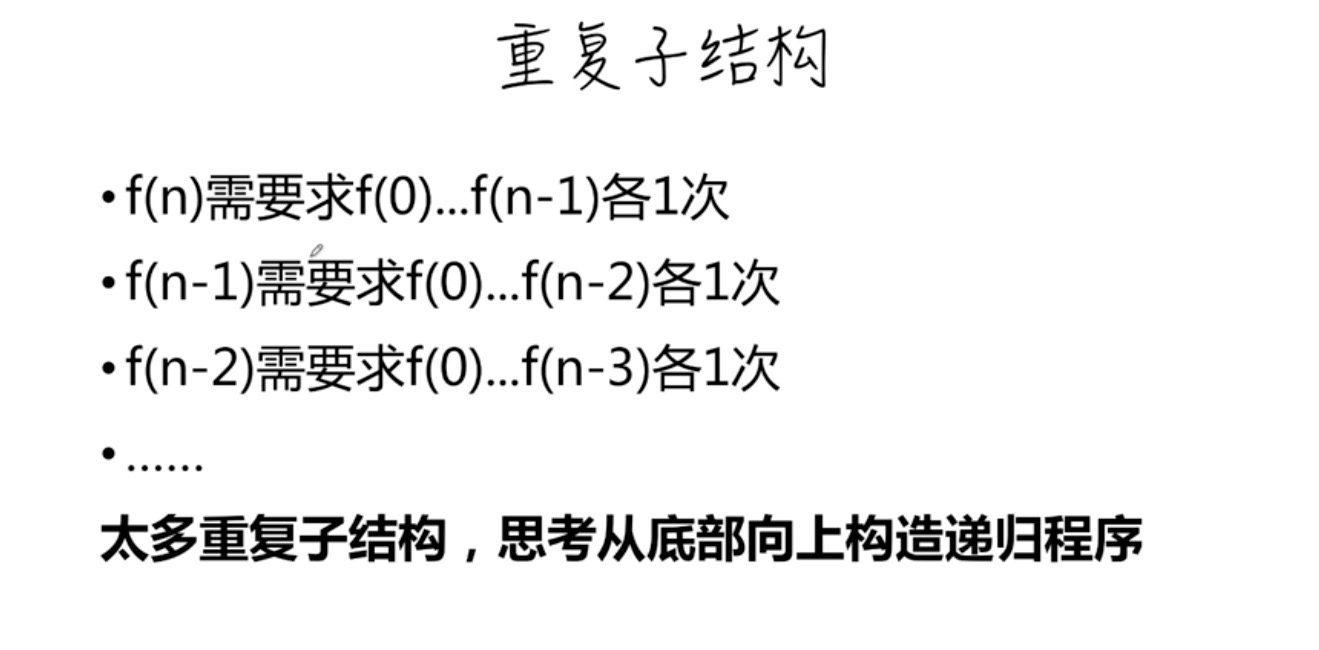 重复子结构
•f(n)需要求f(0)...f(n-1)各1次
•f(n-1)需要求f(0)...f(n-2)各1次
•f(n-2)需要求f(0)...f(n-3)各1次
•......
太多重复子结构，思考从底部向上构造递归程序